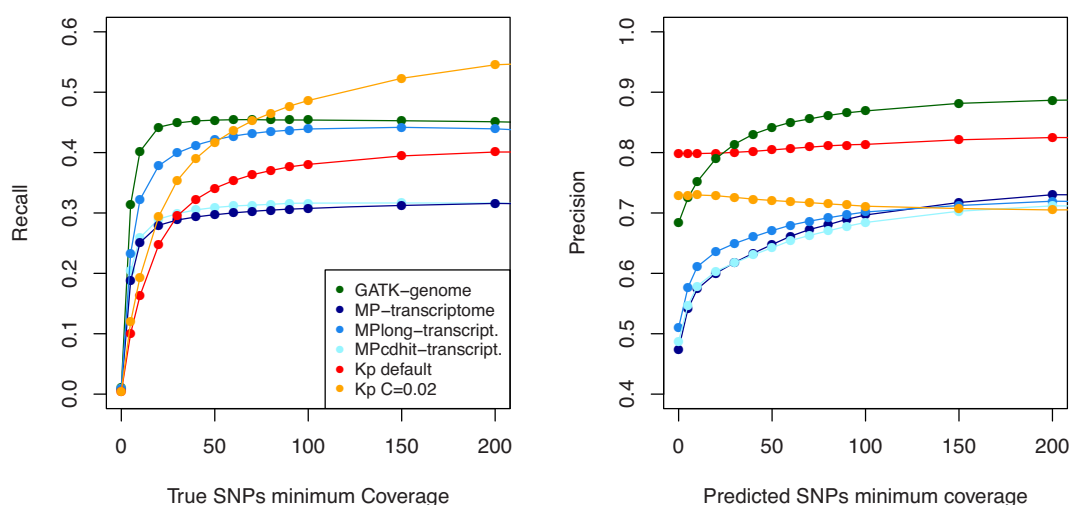 0.6
0.5
0.4
0.3
0.2
0.1
0.0
Recall
0
50
100
150
200
True SNPs minimum Coverage
GATK−genome
MP−transcriptome
MPlong−transcript.
MPcdhit−transcript.
Kp default
Kp C=0.02
1.0
0.9
0.8
0.7
0.6
0.5
0.4
Precision
0
50
100
150
200
Predicted SNPs minimum coverage